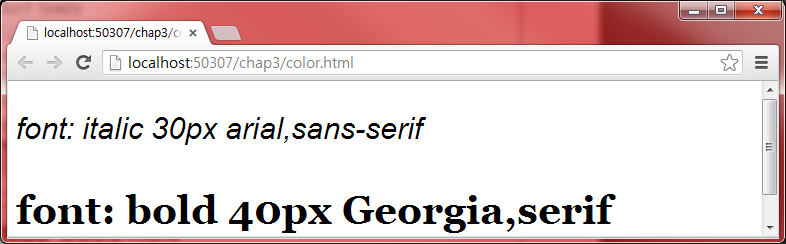 localhost:50307/chap3/c
localhost:50307/chap3/color.html
font: italic 30px arial,sans-serif
font: bold 40px Georgia,serif